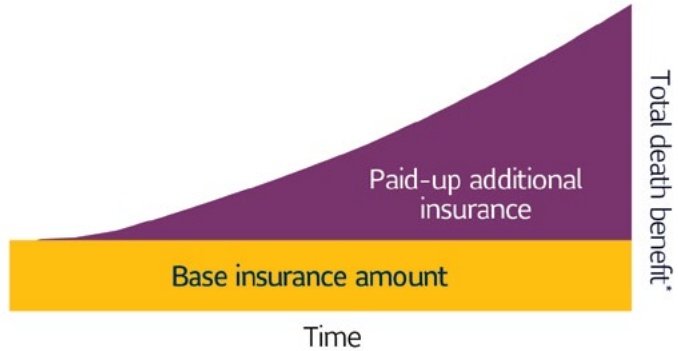 Paid-up additional
insurance
Base insurance amount
Time
Total death benefit*